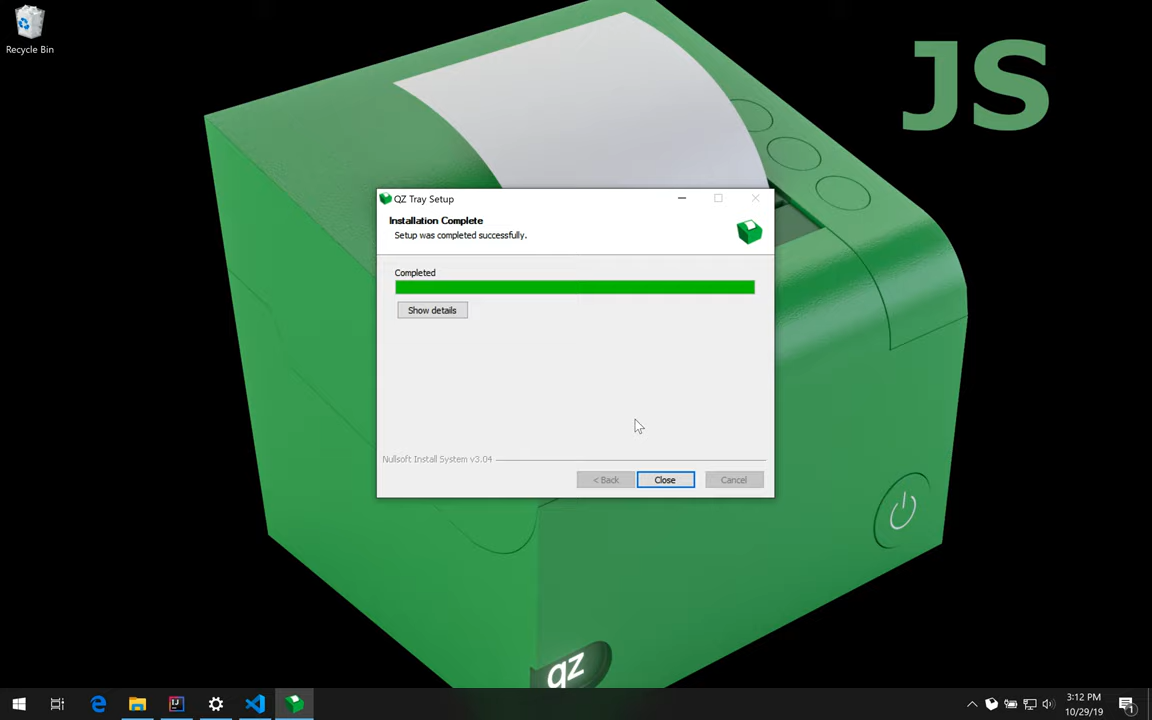 Recycle Bin
JS
QZ Tray Setup
Installation Complete
Setup was completed successfully.
Completed
Show details
Nullsoft Install System v3.04
< Back
Close
Cancel
qz
3:12 PM
10/29/19
1